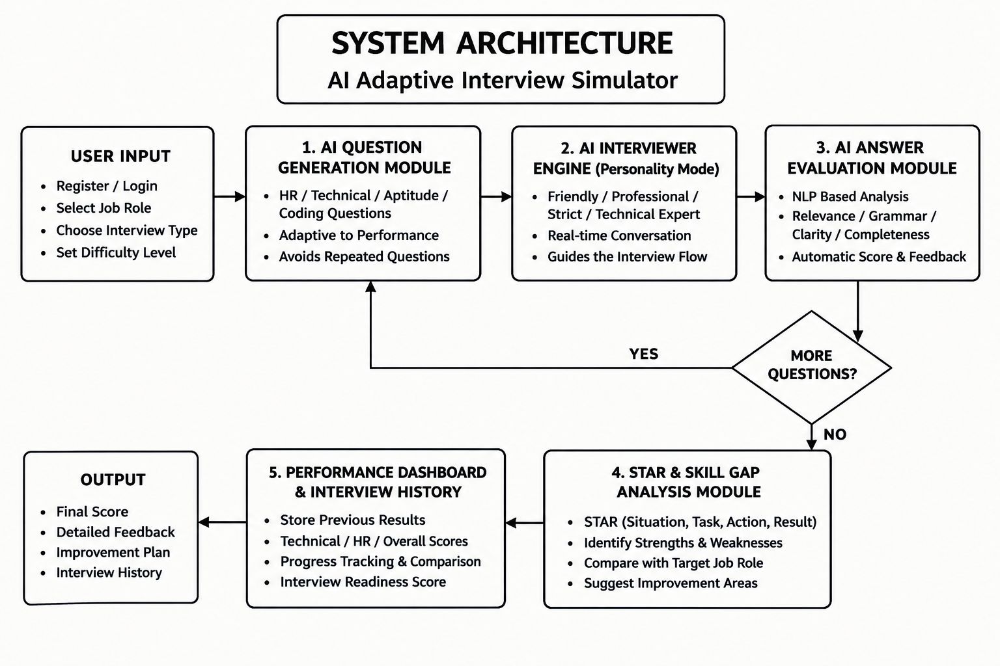 SYSTEM ARCHITECTURE
AI Adaptive Interview Simulator
USER INPUT
• Register / Login
• Select Job Role
• Choose Interview Type
• Set Difficulty Level
1. AI QUESTION
GENERATION MODULE
• HR / Technical / Aptitude /
Coding Questions
• Adaptive to Performance
• Avoids Repeated Questions
2. AI INTERVIEWER
ENGINE (Personality Mode)
• Friendly / Professional /
Strict / Technical Expert
• Real-time Conversation
• Guides the Interview Flow
3. AI ANSWER
EVALUATION MODULE
• NLP Based Analysis
• Relevance / Grammar /
Clarity / Completeness
• Automatic Score & Feedback
MORE
QUESTIONS?
YES
NO
4. STAR & SKILL GAP
ANALYSIS MODULE
• STAR (Situation, Task, Action, Result)
• Identify Strengths & Weaknesses
• Compare with Target Job Role
• Suggest Improvement Areas
5. PERFORMANCE DASHBOARD
& INTERVIEW HISTORY
• Store Previous Results
• Technical / HR / Overall Scores
• Progress Tracking & Comparison
• Interview Readiness Score
OUTPUT
• Final Score
• Detailed Feedback
• Improvement Plan
• Interview History